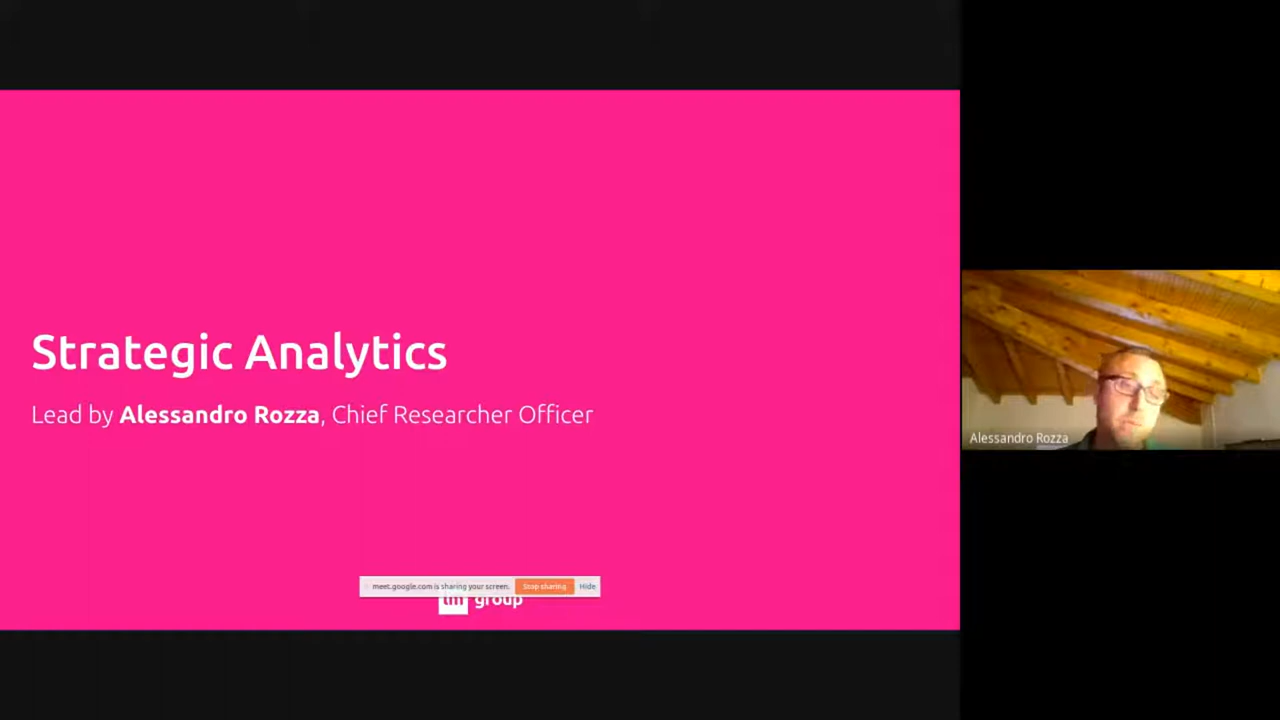 Strategic Analytics
Lead by Alessandro Rozza, Chief Researcher Officer
Alessandro Rozza
meet.google.com is sharing your screen. Stop sharing Hide
lm group